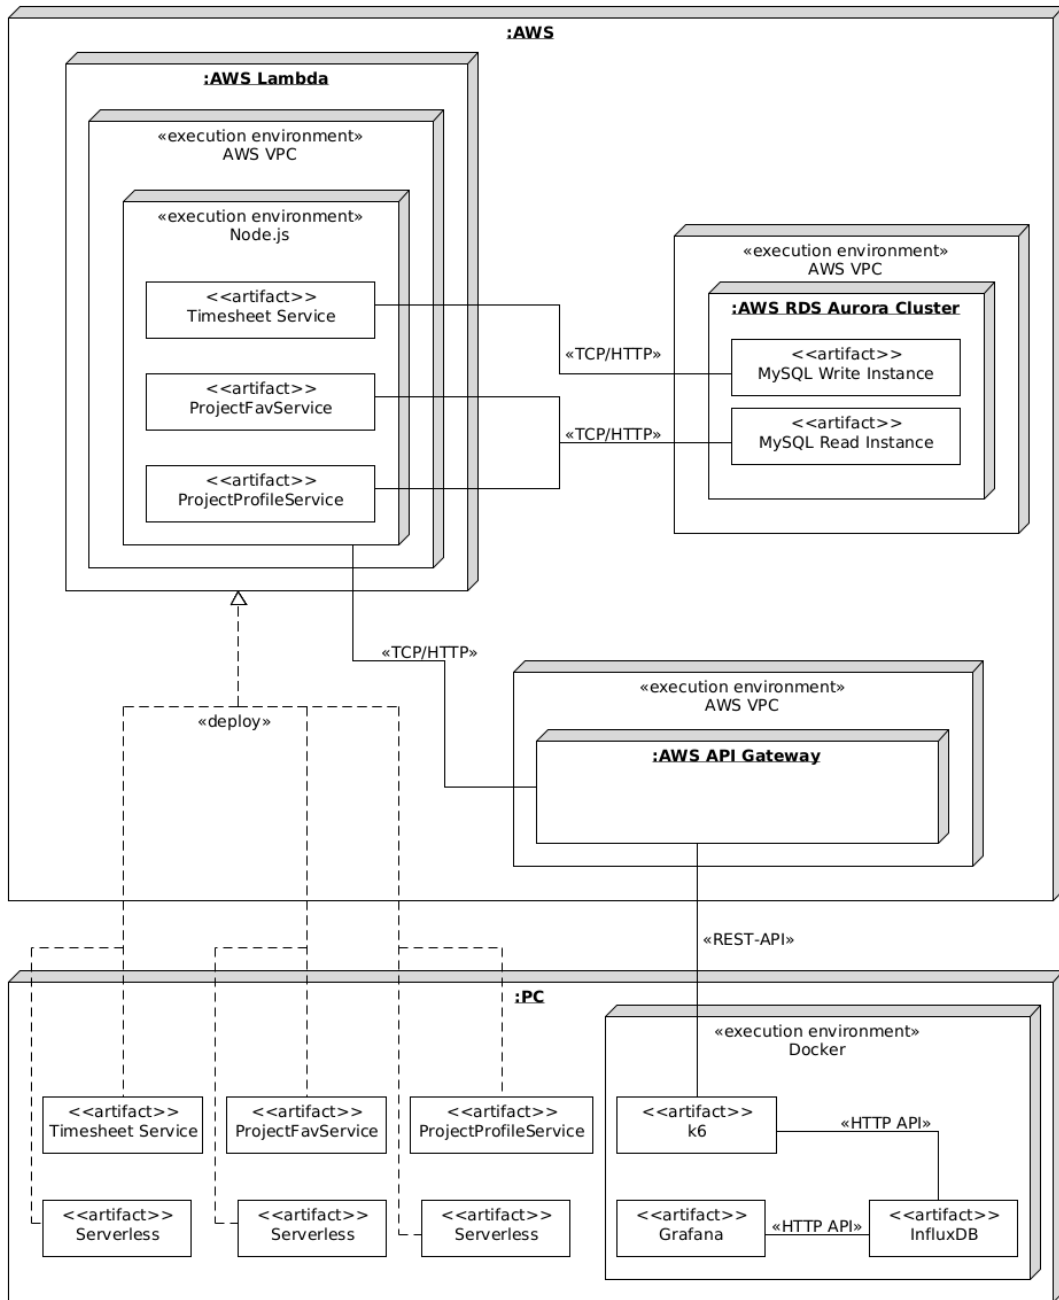 :AWS
:AWS Lambda
«execution environment»
AWS VPC
«execution environment»
Node.js
<<artifact>>
Timesheet Service
<<artifact>>
ProjectFavService
<<artifact>>
ProjectProfileService
«TCP/HTTP»
«TCP/HTTP»
«execution environment»
AWS VPC
:AWS RDS Aurora Cluster
<<artifact>>
MySQL Write Instance
<<artifact>>
MySQL Read Instance
«TCP/HTTP»
«deploy»
«execution environment»
AWS VPC
:AWS API Gateway
«REST-API»
:PC
<<artifact>>
Timesheet Service
<<artifact>>
ProjectFavService
<<artifact>>
ProjectProfileService
<<artifact>>
Serverless
<<artifact>>
Serverless
<<artifact>>
Serverless
«execution environment»
Docker
<<artifact>>
k6
«HTTP API»
<<artifact>>
Grafana
«HTTP API»
<<artifact>>
InfluxDB